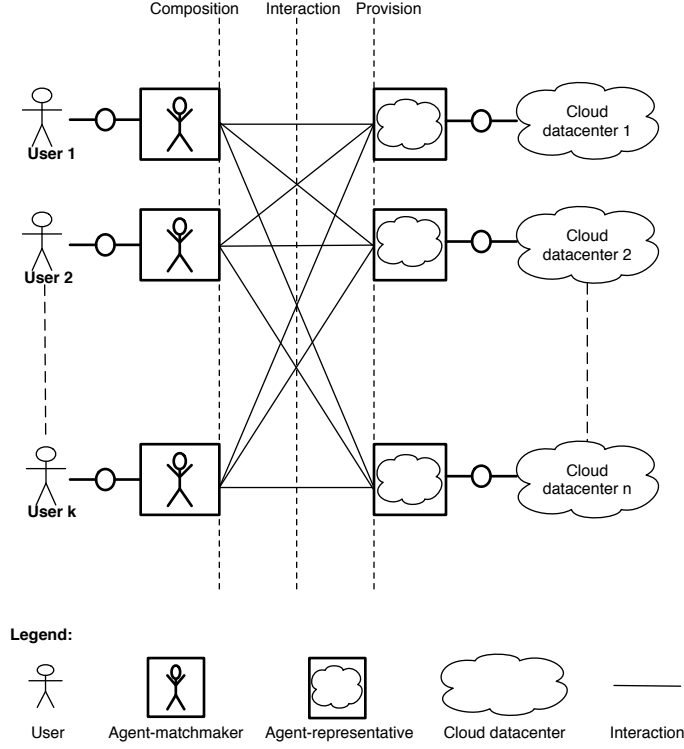 Composition Interaction Provision
User 1
Cloud
datacenter 1
User 2
Cloud
datacenter 2
User k
Cloud
datacenter n
Legend:
User Agent-matchmaker Agent-representative Cloud datacenter Interaction